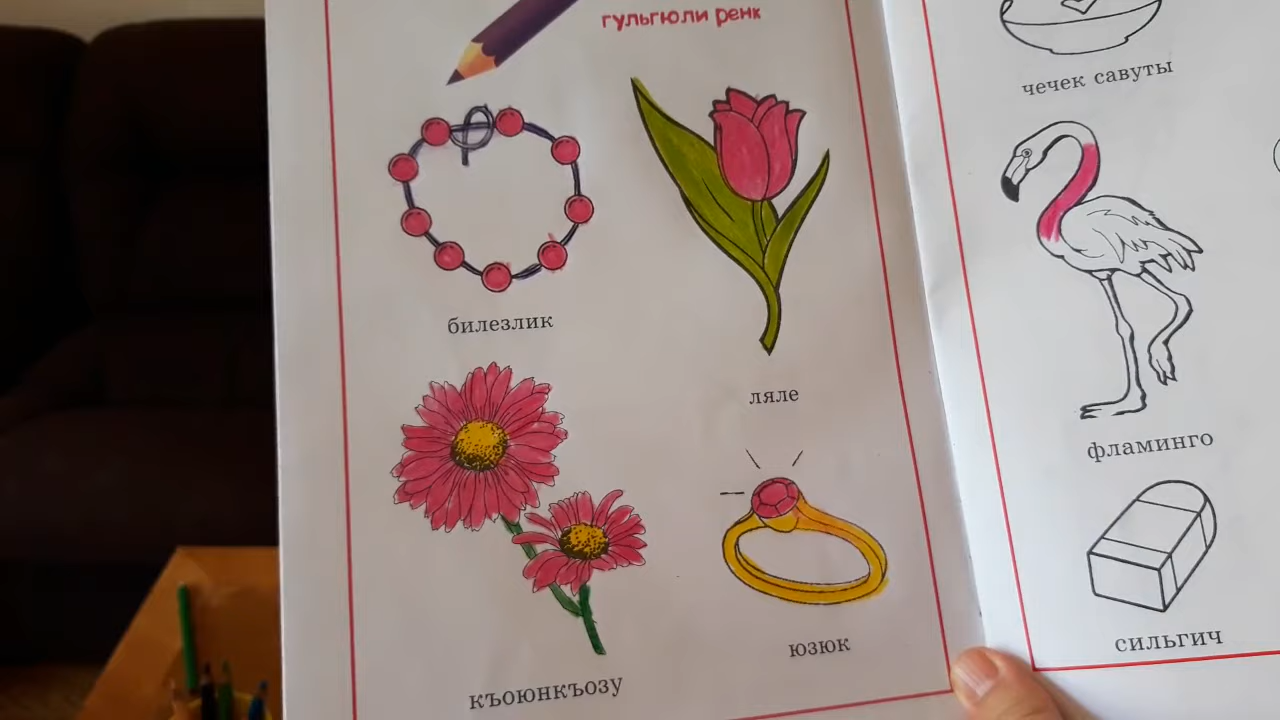 гульгюли ренк
билезлик
ляле
къоюнкъозу
юзюк
чечек савуты
фламинго
сильгич